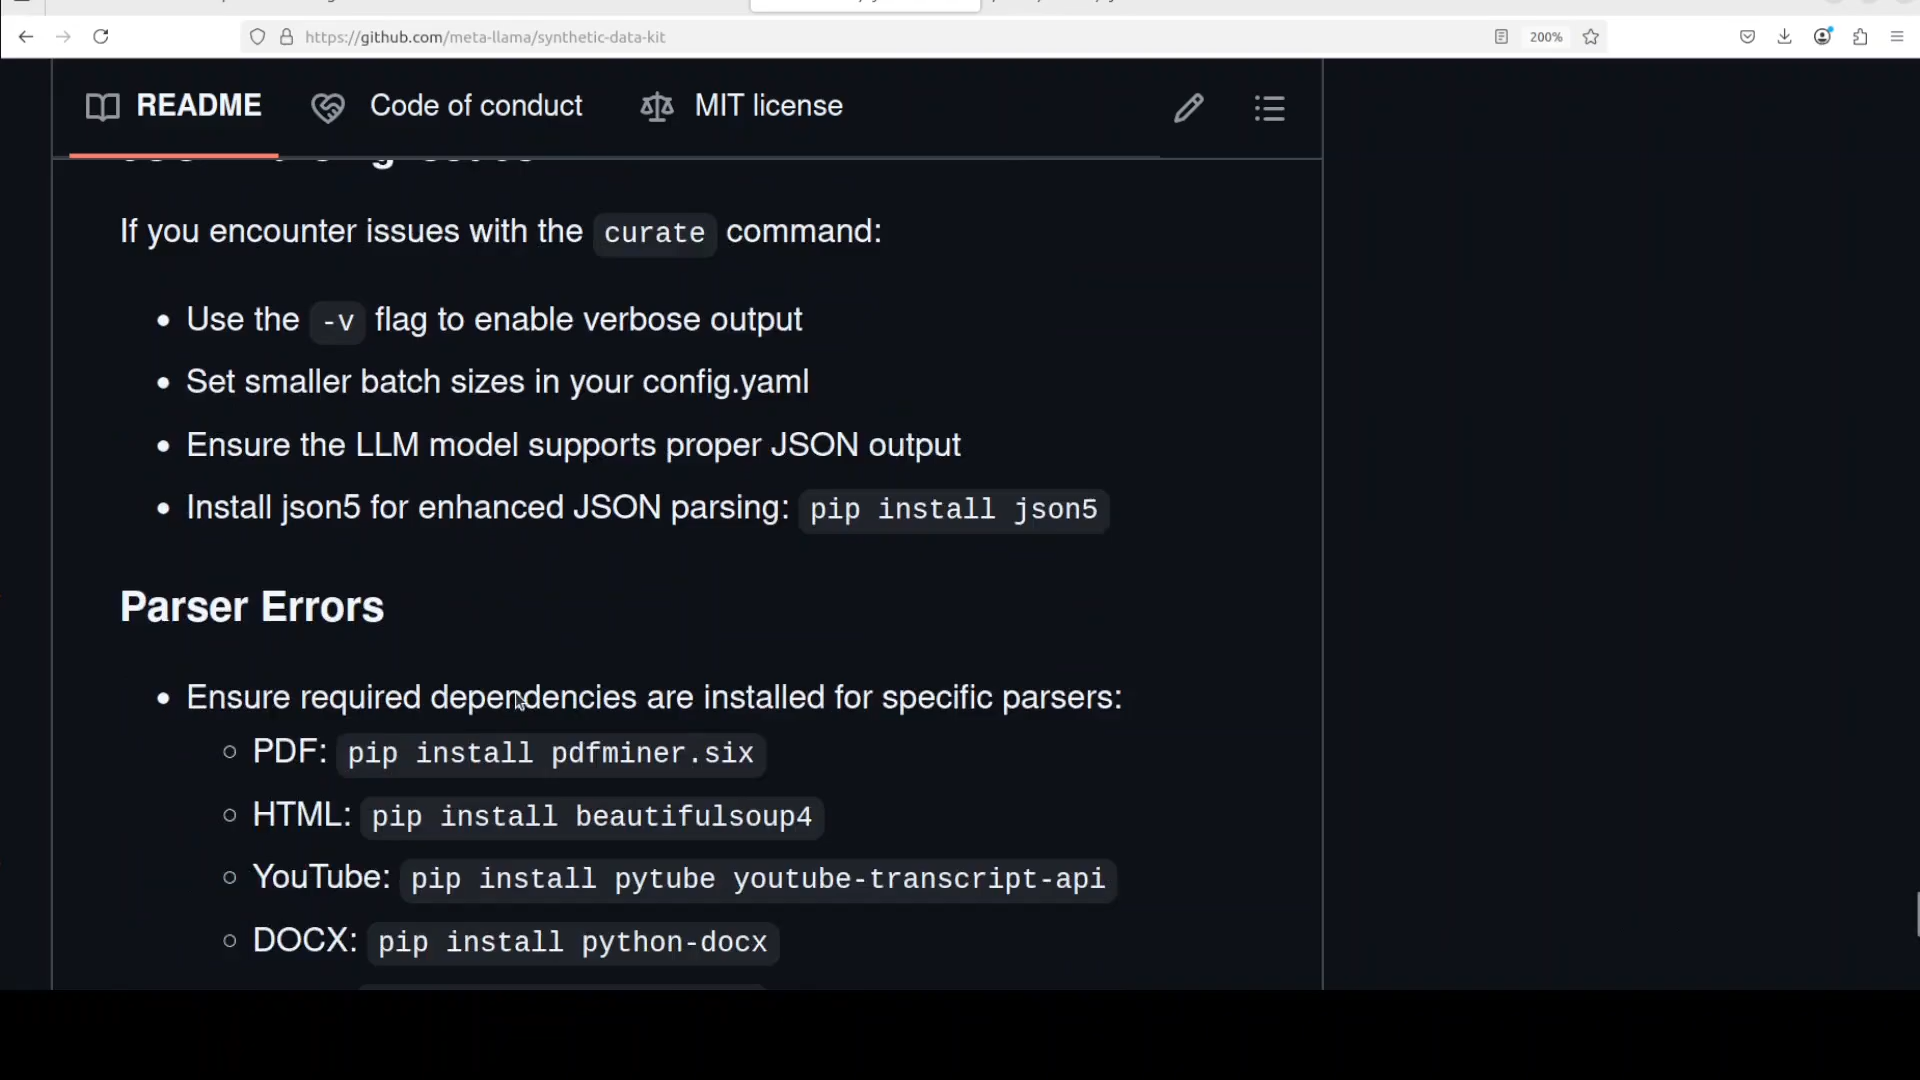 https://github.com/meta-llama/synthetic-data-kit
200%
README
Code of conduct
MIT license
If you encounter issues with the curate command:
• Use the -v flag to enable verbose output
• Set smaller batch sizes in your config.yaml
• Ensure the LLM model supports proper JSON output
• Install json5 for enhanced JSON parsing: pip install json5
Parser Errors
• Ensure required dependencies are installed for specific parsers:
○ PDF: pip install pdfminer.six
○ HTML: pip install beautifulsoup4
○ YouTube: pip install pytube youtube-transcript-api
○ DOCX: pip install python-docx